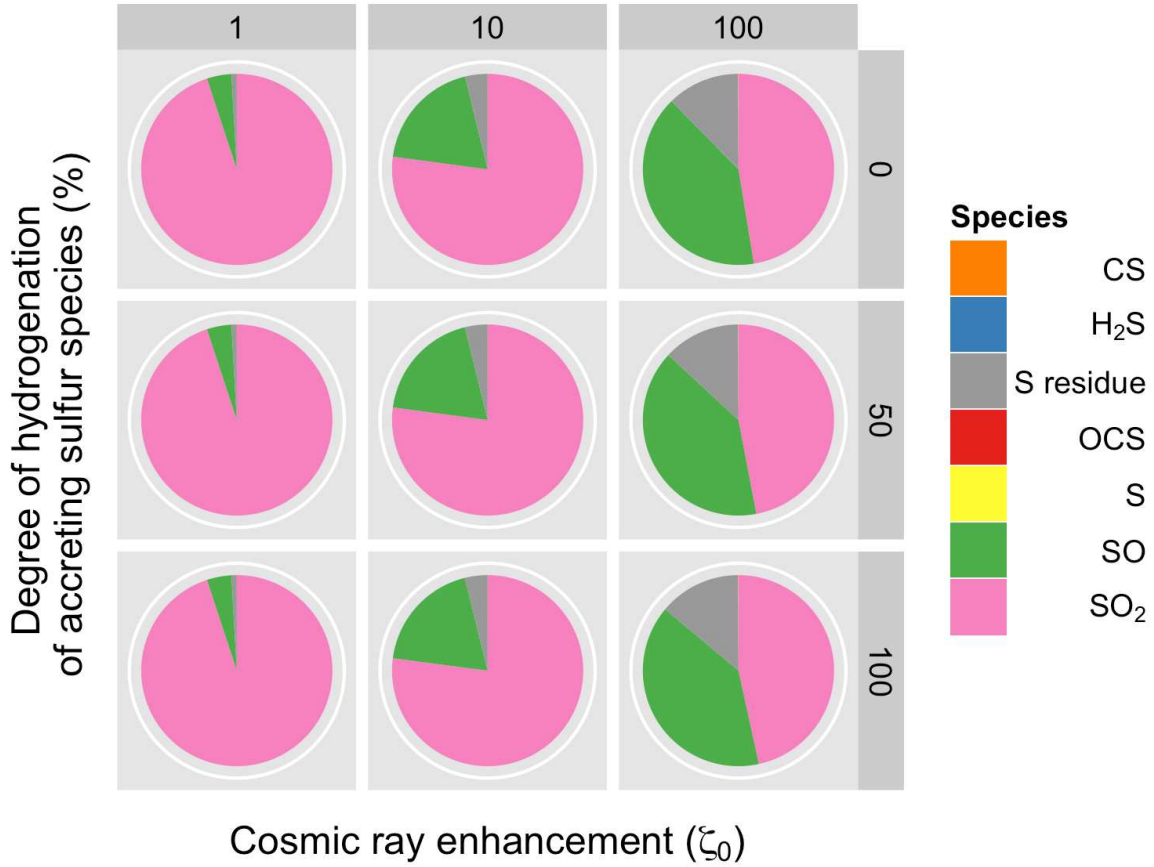 1
10
100
0
50
100
Degree of hydrogenation
of accreting sulfur species (%)
Cosmic ray enhancement (ζ₀)
Species
CS
H₂S
S residue
OCS
S
SO
SO₂